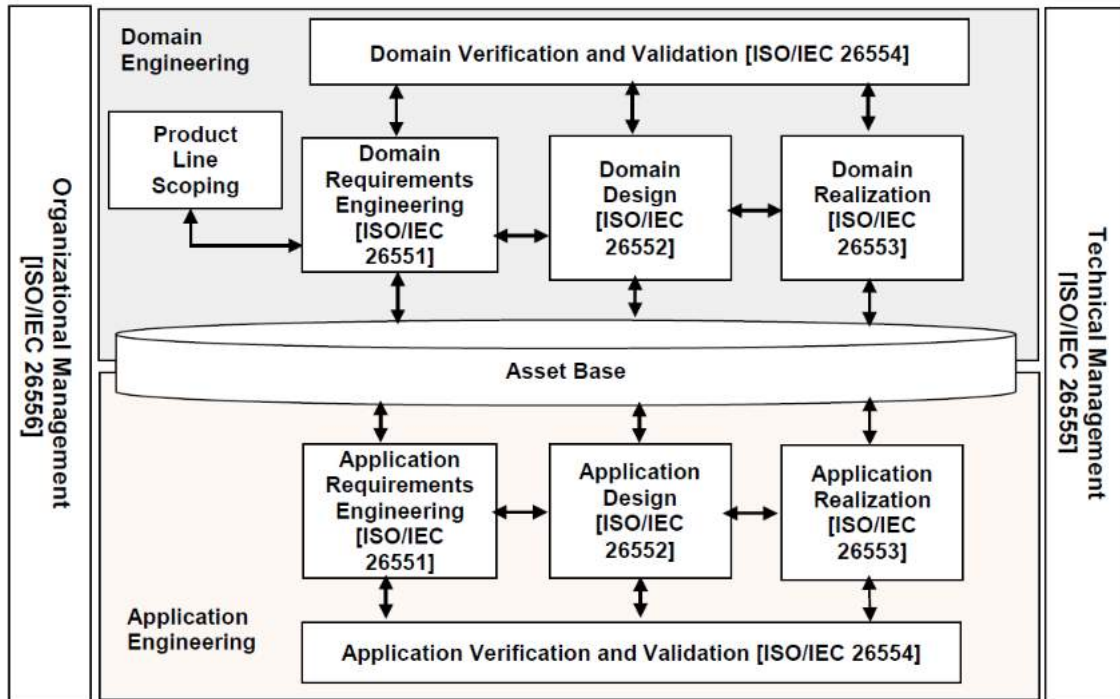 Organizational Management
[ISO/IEC 26556]
Domain
Engineering
Domain Verification and Validation [ISO/IEC 26554]
Product
Line
Scoping
Domain
Requirements
Engineering
[ISO/IEC
26551]
Domain
Design
[ISO/IEC
26552]
Domain
Realization
[ISO/IEC
26553]
Asset Base
Application
Requirements
Engineering
[ISO/IEC
26551]
Application
Design
[ISO/IEC
26552]
Application
Realization
[ISO/IEC
26553]
Application
Engineering
Application Verification and Validation [ISO/IEC 26554]
Technical Management
[ISO/IEC 26555]